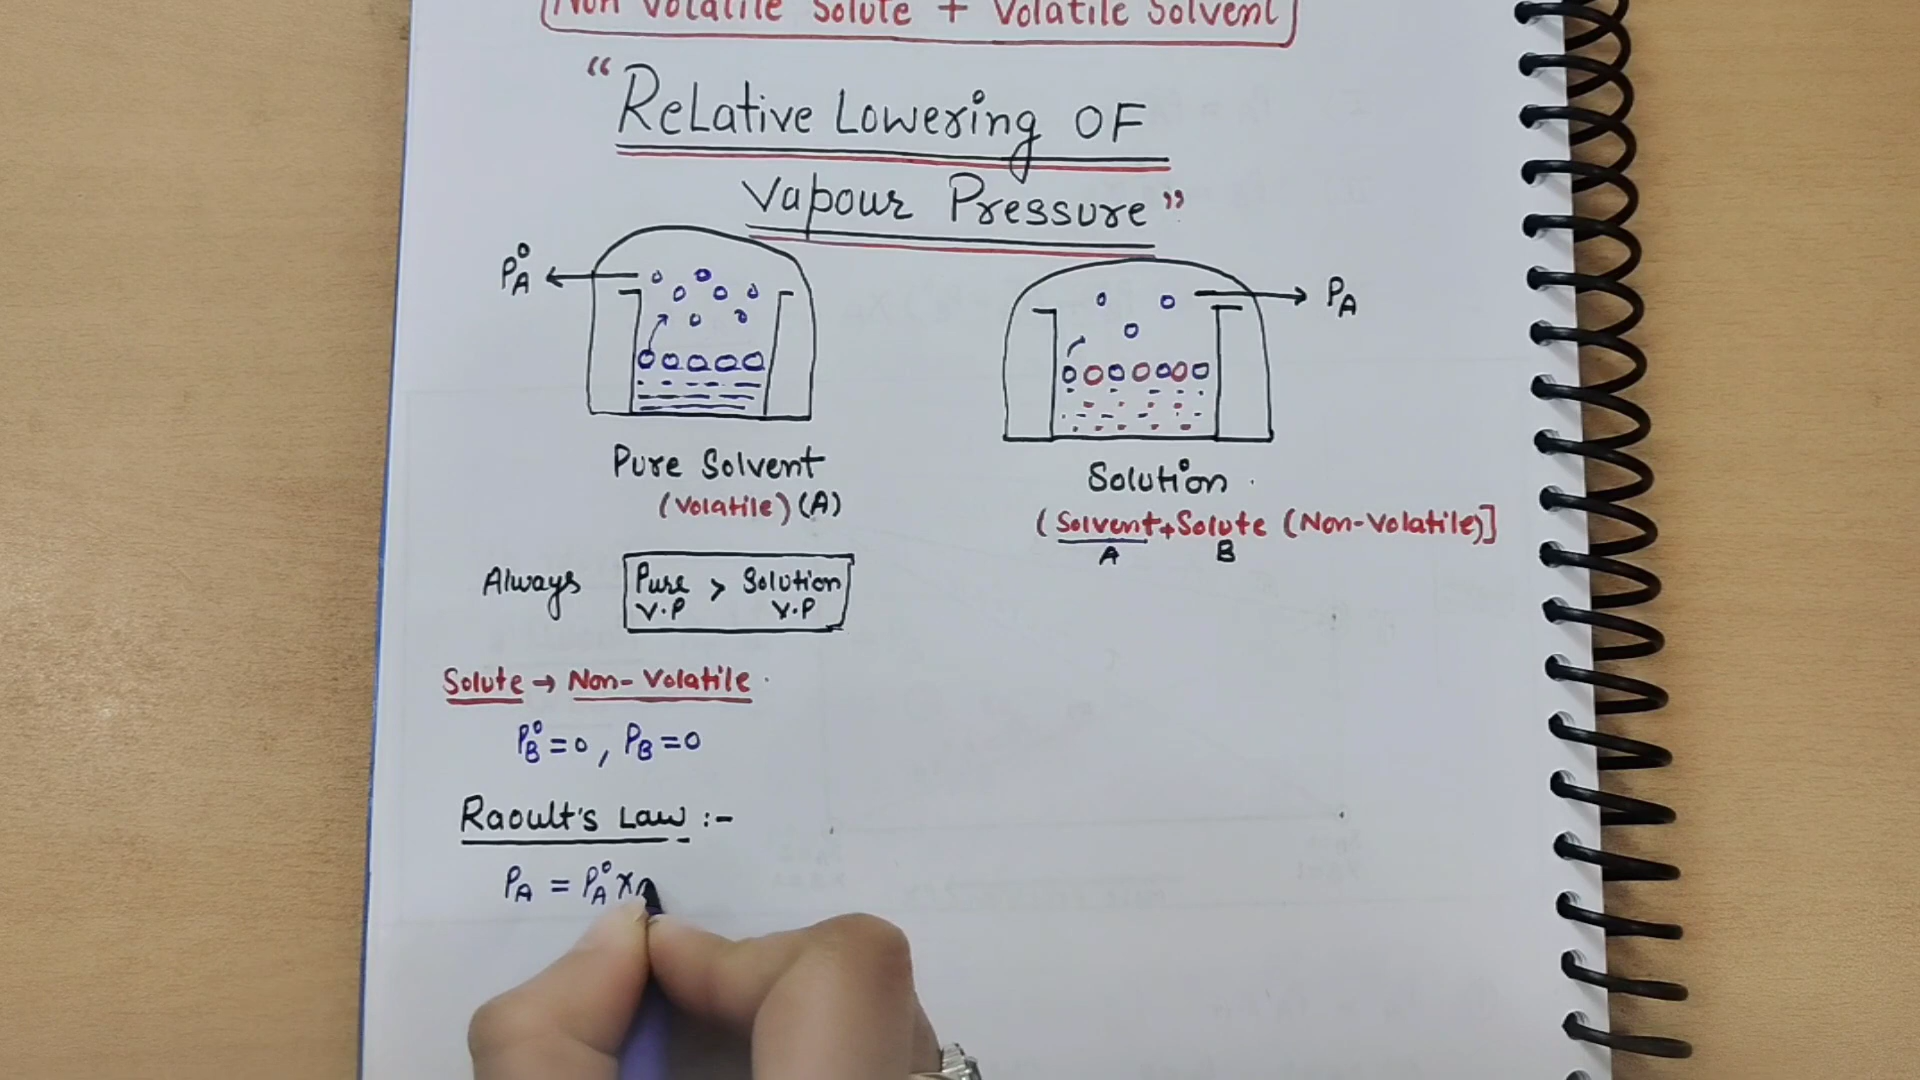 Non Volatile Solute + Volatile Solvent
“Relative Lowering OF
Vapour Pressure”
P°A
PA
Pure Solvent
(Volatile) (A)
Solution
(Solvent + Solute (Non-Volatile)]
A B
Always
Pure > Solution
V.P V.P
Solute → Non-Volatile
P°B = 0, PB = 0
Raoult's Law :-
PA = P°A X